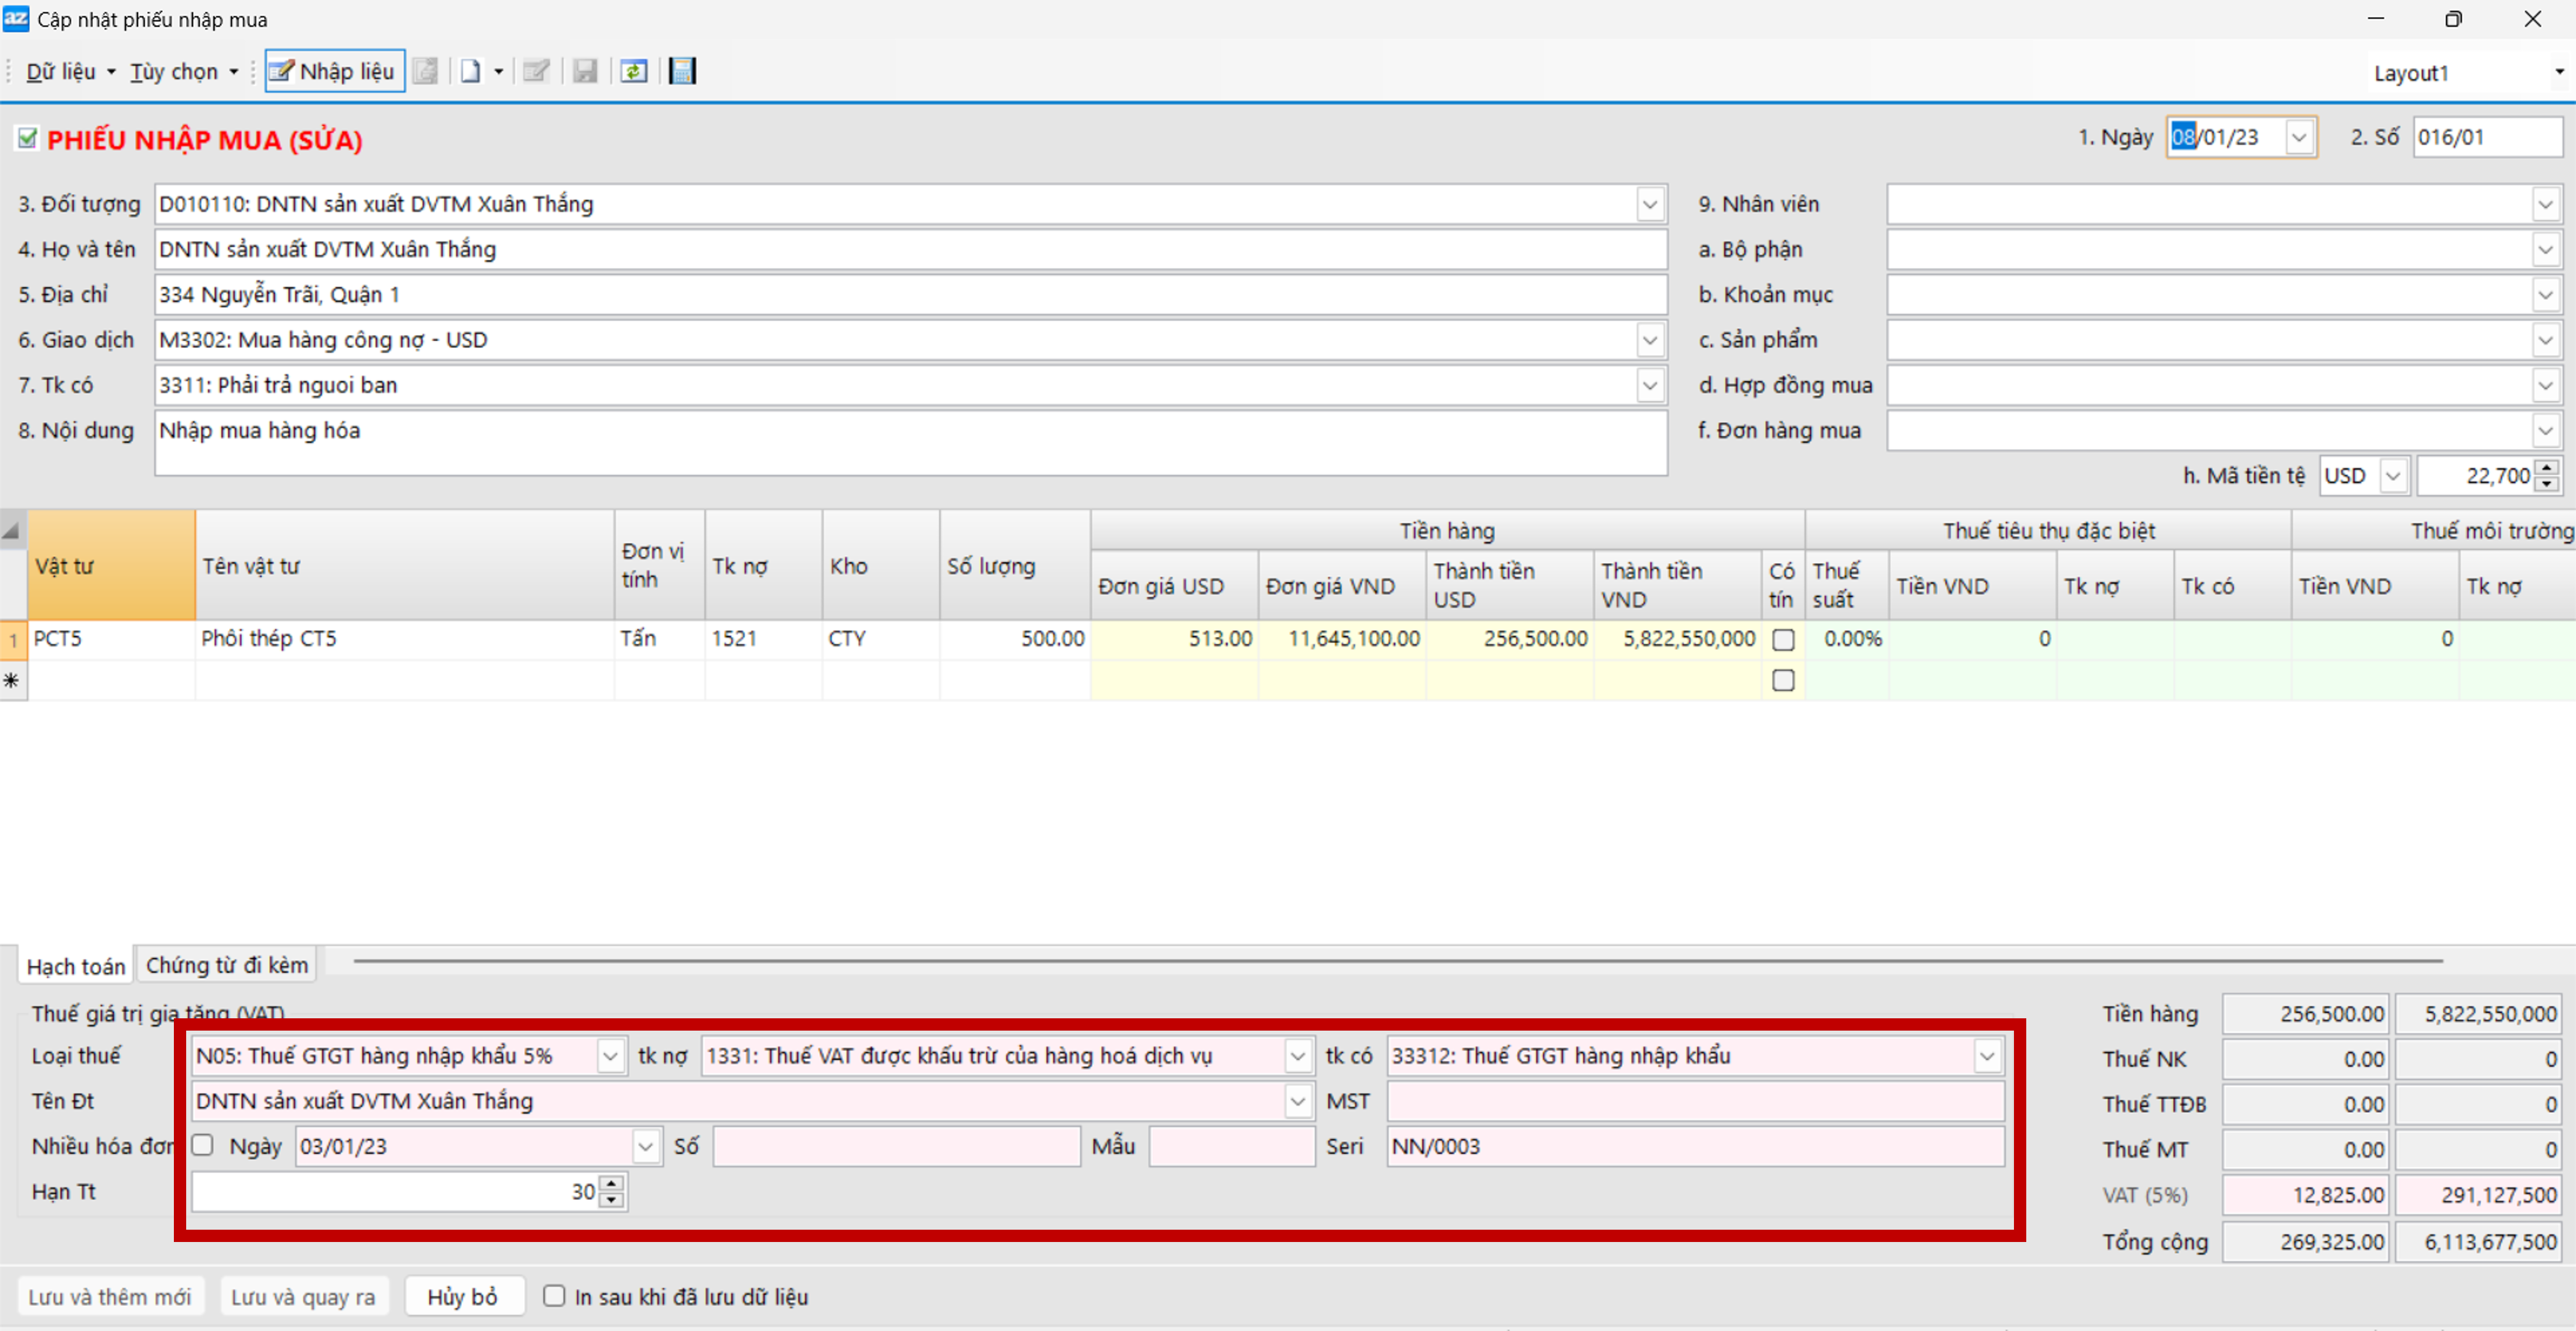 az Cập nhật phiếu nhập mua
Dữ liệu Tùy chọn Nhập liệu Layout1
PHIẾU NHẬP MUA (SỬA) 1. Ngày 08/01/23 2. Số 016/01
3. Đối tượng D010110: DNTN sản xuất DVTM Xuân Thắng 9. Nhân viên
4. Họ và tên DNTN sản xuất DVTM Xuân Thắng a. Bộ phận
5. Địa chỉ 334 Nguyễn Trãi, Quận 1 b. Khoản mục
6. Giao dịch M3302: Mua hàng công nợ - USD c. Sản phẩm
7. Tk có 3311: Phải trả nguoi ban d. Hợp đồng mua
8. Nội dung Nhập mua hàng hóa f. Đơn hàng mua
h. Mã tiền tệ USD 22,700
Tiền hàng Thuế tiêu thụ đặc biệt Thuế môi trường
Vật tư Tên vật tư Đơn vị tính Tk nợ Kho Số lượng Đơn giá USD Đơn giá VND Thành tiền USD Thành tiền VND Có tín Thuế suất Tiền VND Tk nợ Tk có Tiền VND Tk nợ
1 PCT5 Phôi thép CT5 Tấn 1521 CTY 500.00 513.00 11,645,100.00 256,500.00 5,822,550,000 0.00% 0 0
Hạch toán Chứng từ đi kèm
Thuế giá trị gia tăng (VAT) Tiền hàng 256,500.00 5,822,550,000
Loại thuế N05: Thuế GTGT hàng nhập khẩu 5% tk nợ 1331: Thuế VAT được khấu trừ của hàng hoá dịch vụ tk có 33312: Thuế GTGT hàng nhập khẩu Thuế NK 0.00 0
Tên Đt DNTN sản xuất DVTM Xuân Thắng MST Thuế TTĐB 0.00 0
Nhiều hóa đơn Ngày 03/01/23 Số Mẫu Seri NN/0003 Thuế MT 0.00 0
Hạn Tt 30 VAT (5%) 12,825.00 291,127,500
Tổng cộng 269,325.00 6,113,677,500
Lưu và thêm mới Lưu và quay ra Hủy bỏ In sau khi đã lưu dữ liệu